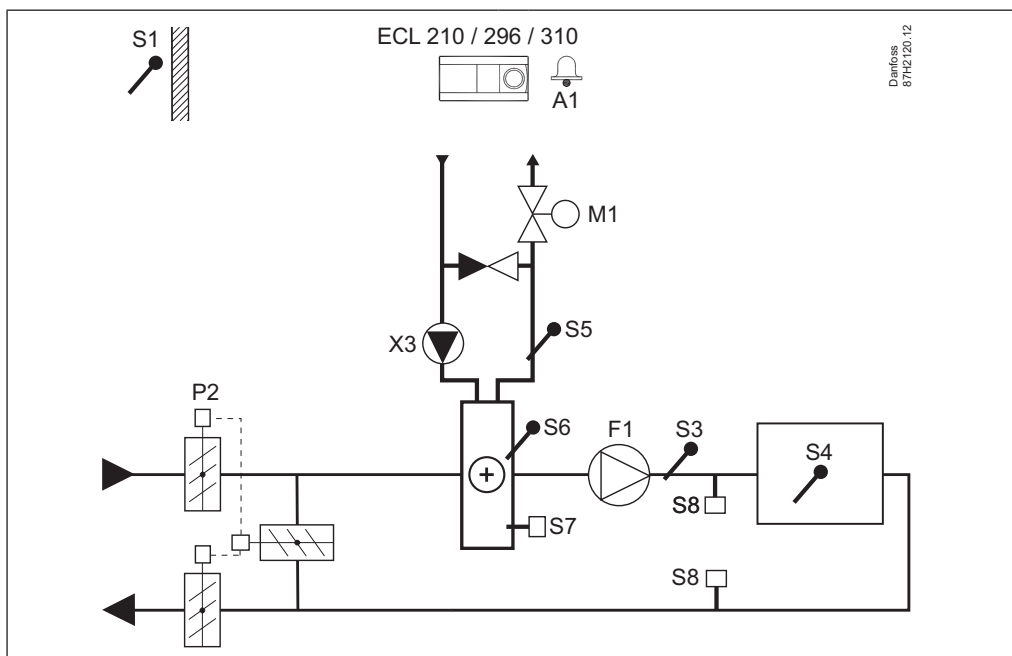 S1
ECL 210 / 296 / 310
A1
Danfoss
87H2120.12
M1
X3
S5
P2
S6
F1
S3
S4
S8
S7
S8